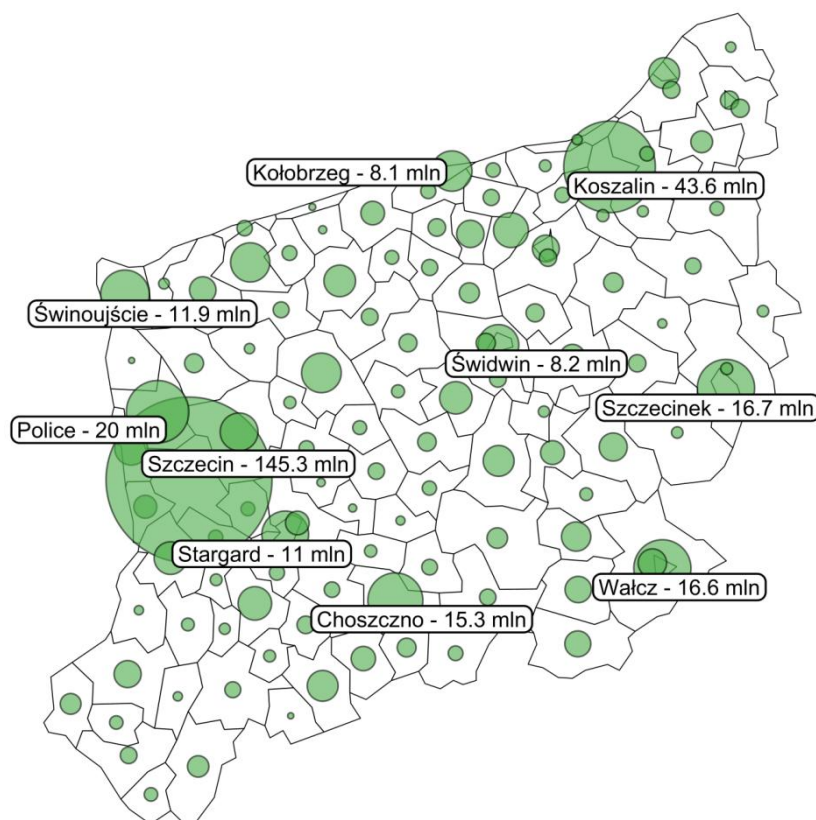 Kołobrzeg - 8.1 mln
Koszalin - 43.6 mln
Świnoujście - 11.9 mln
Świdwin - 8.2 mln
Szczecinek - 16.7 mln
Police - 20 mln
Szczecin - 145.3 mln
Stargard - 11 mln
Wałcz - 16.6 mln
Choszczno - 15.3 mln